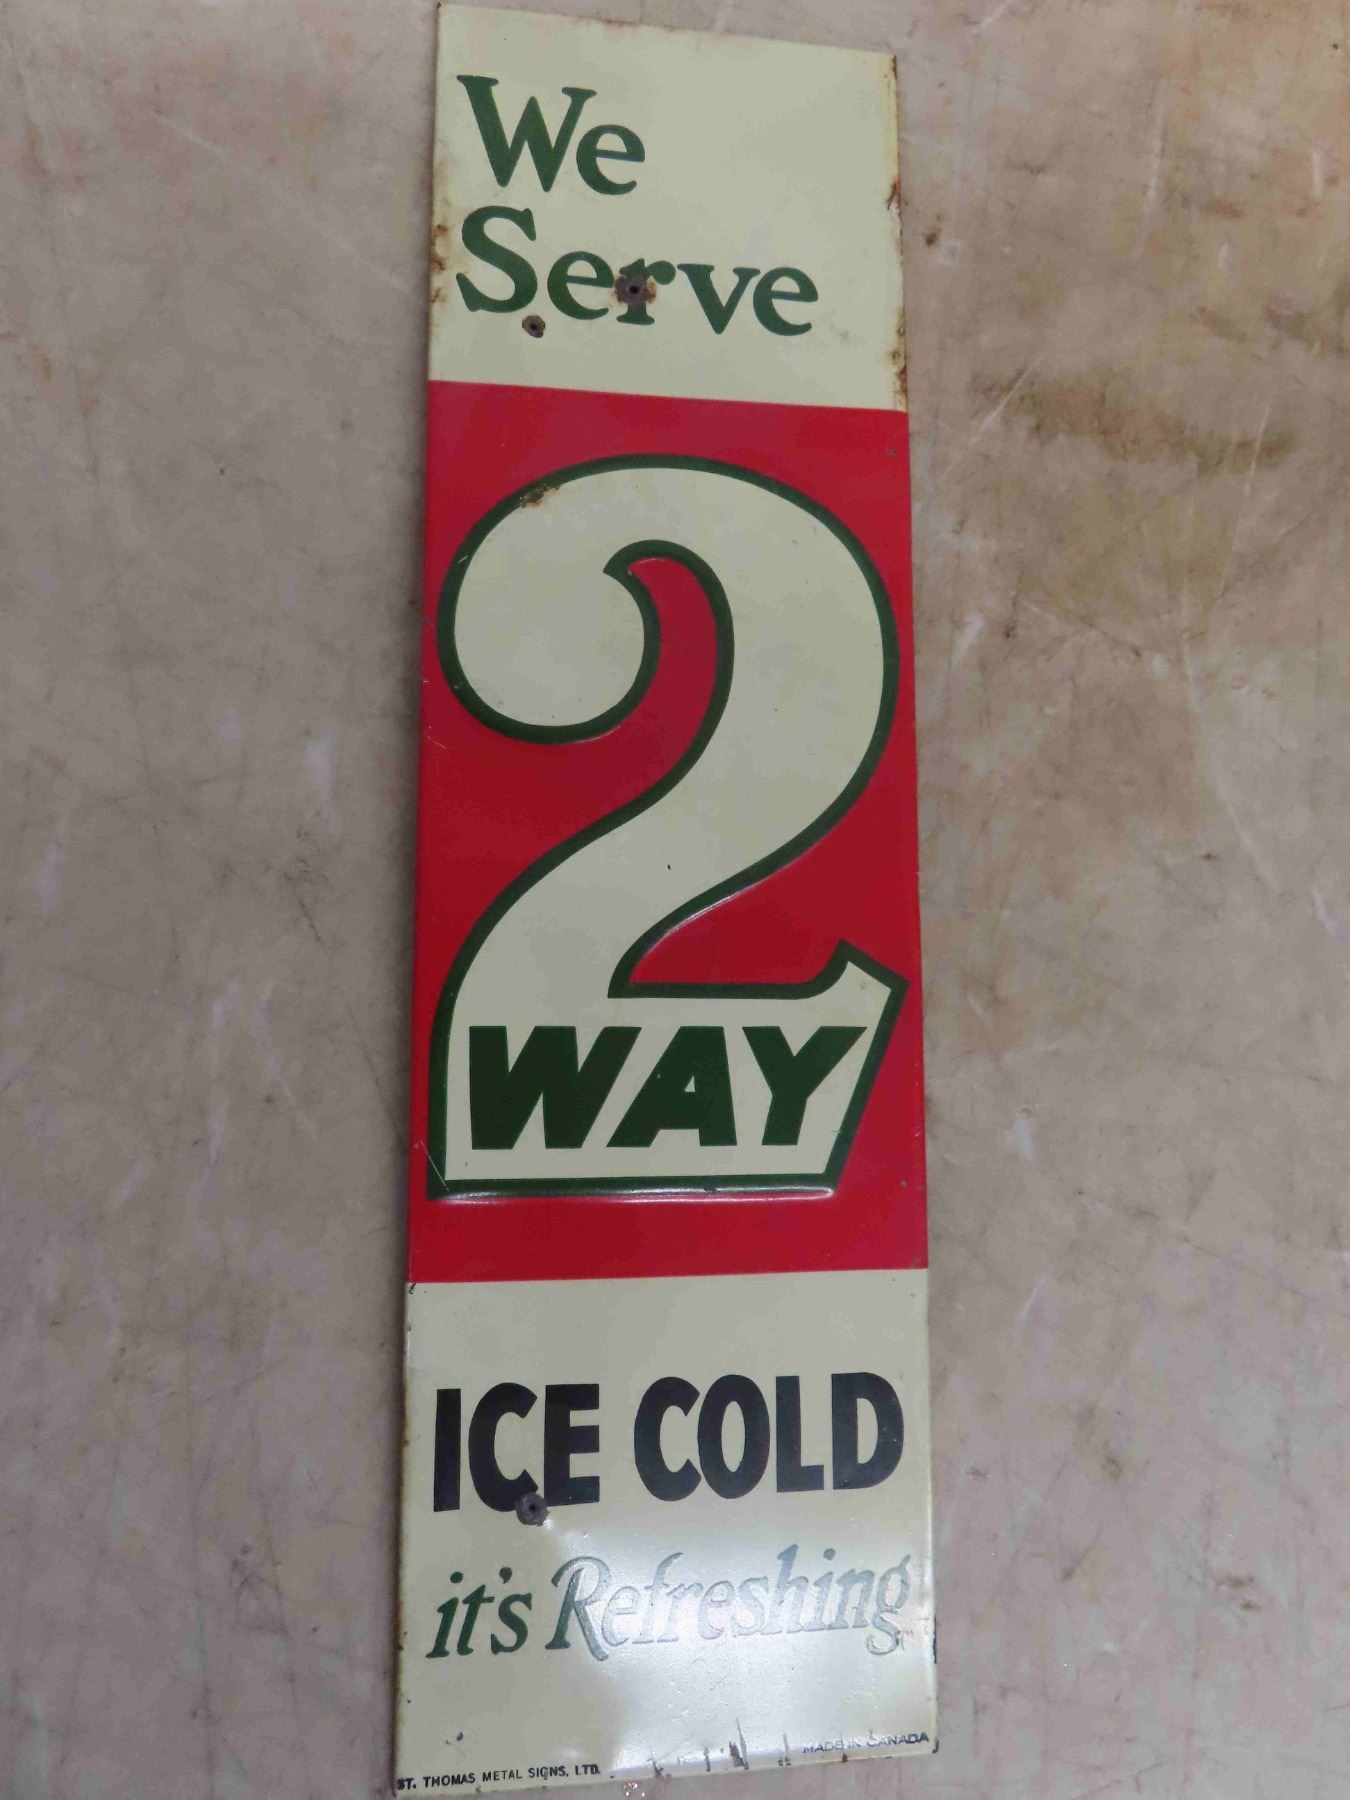 We
Serve
2
WAY
ICE COLD
it's Refreshing
MADE IN CANADA
ST. THOMAS METAL SIGNS, LTD.